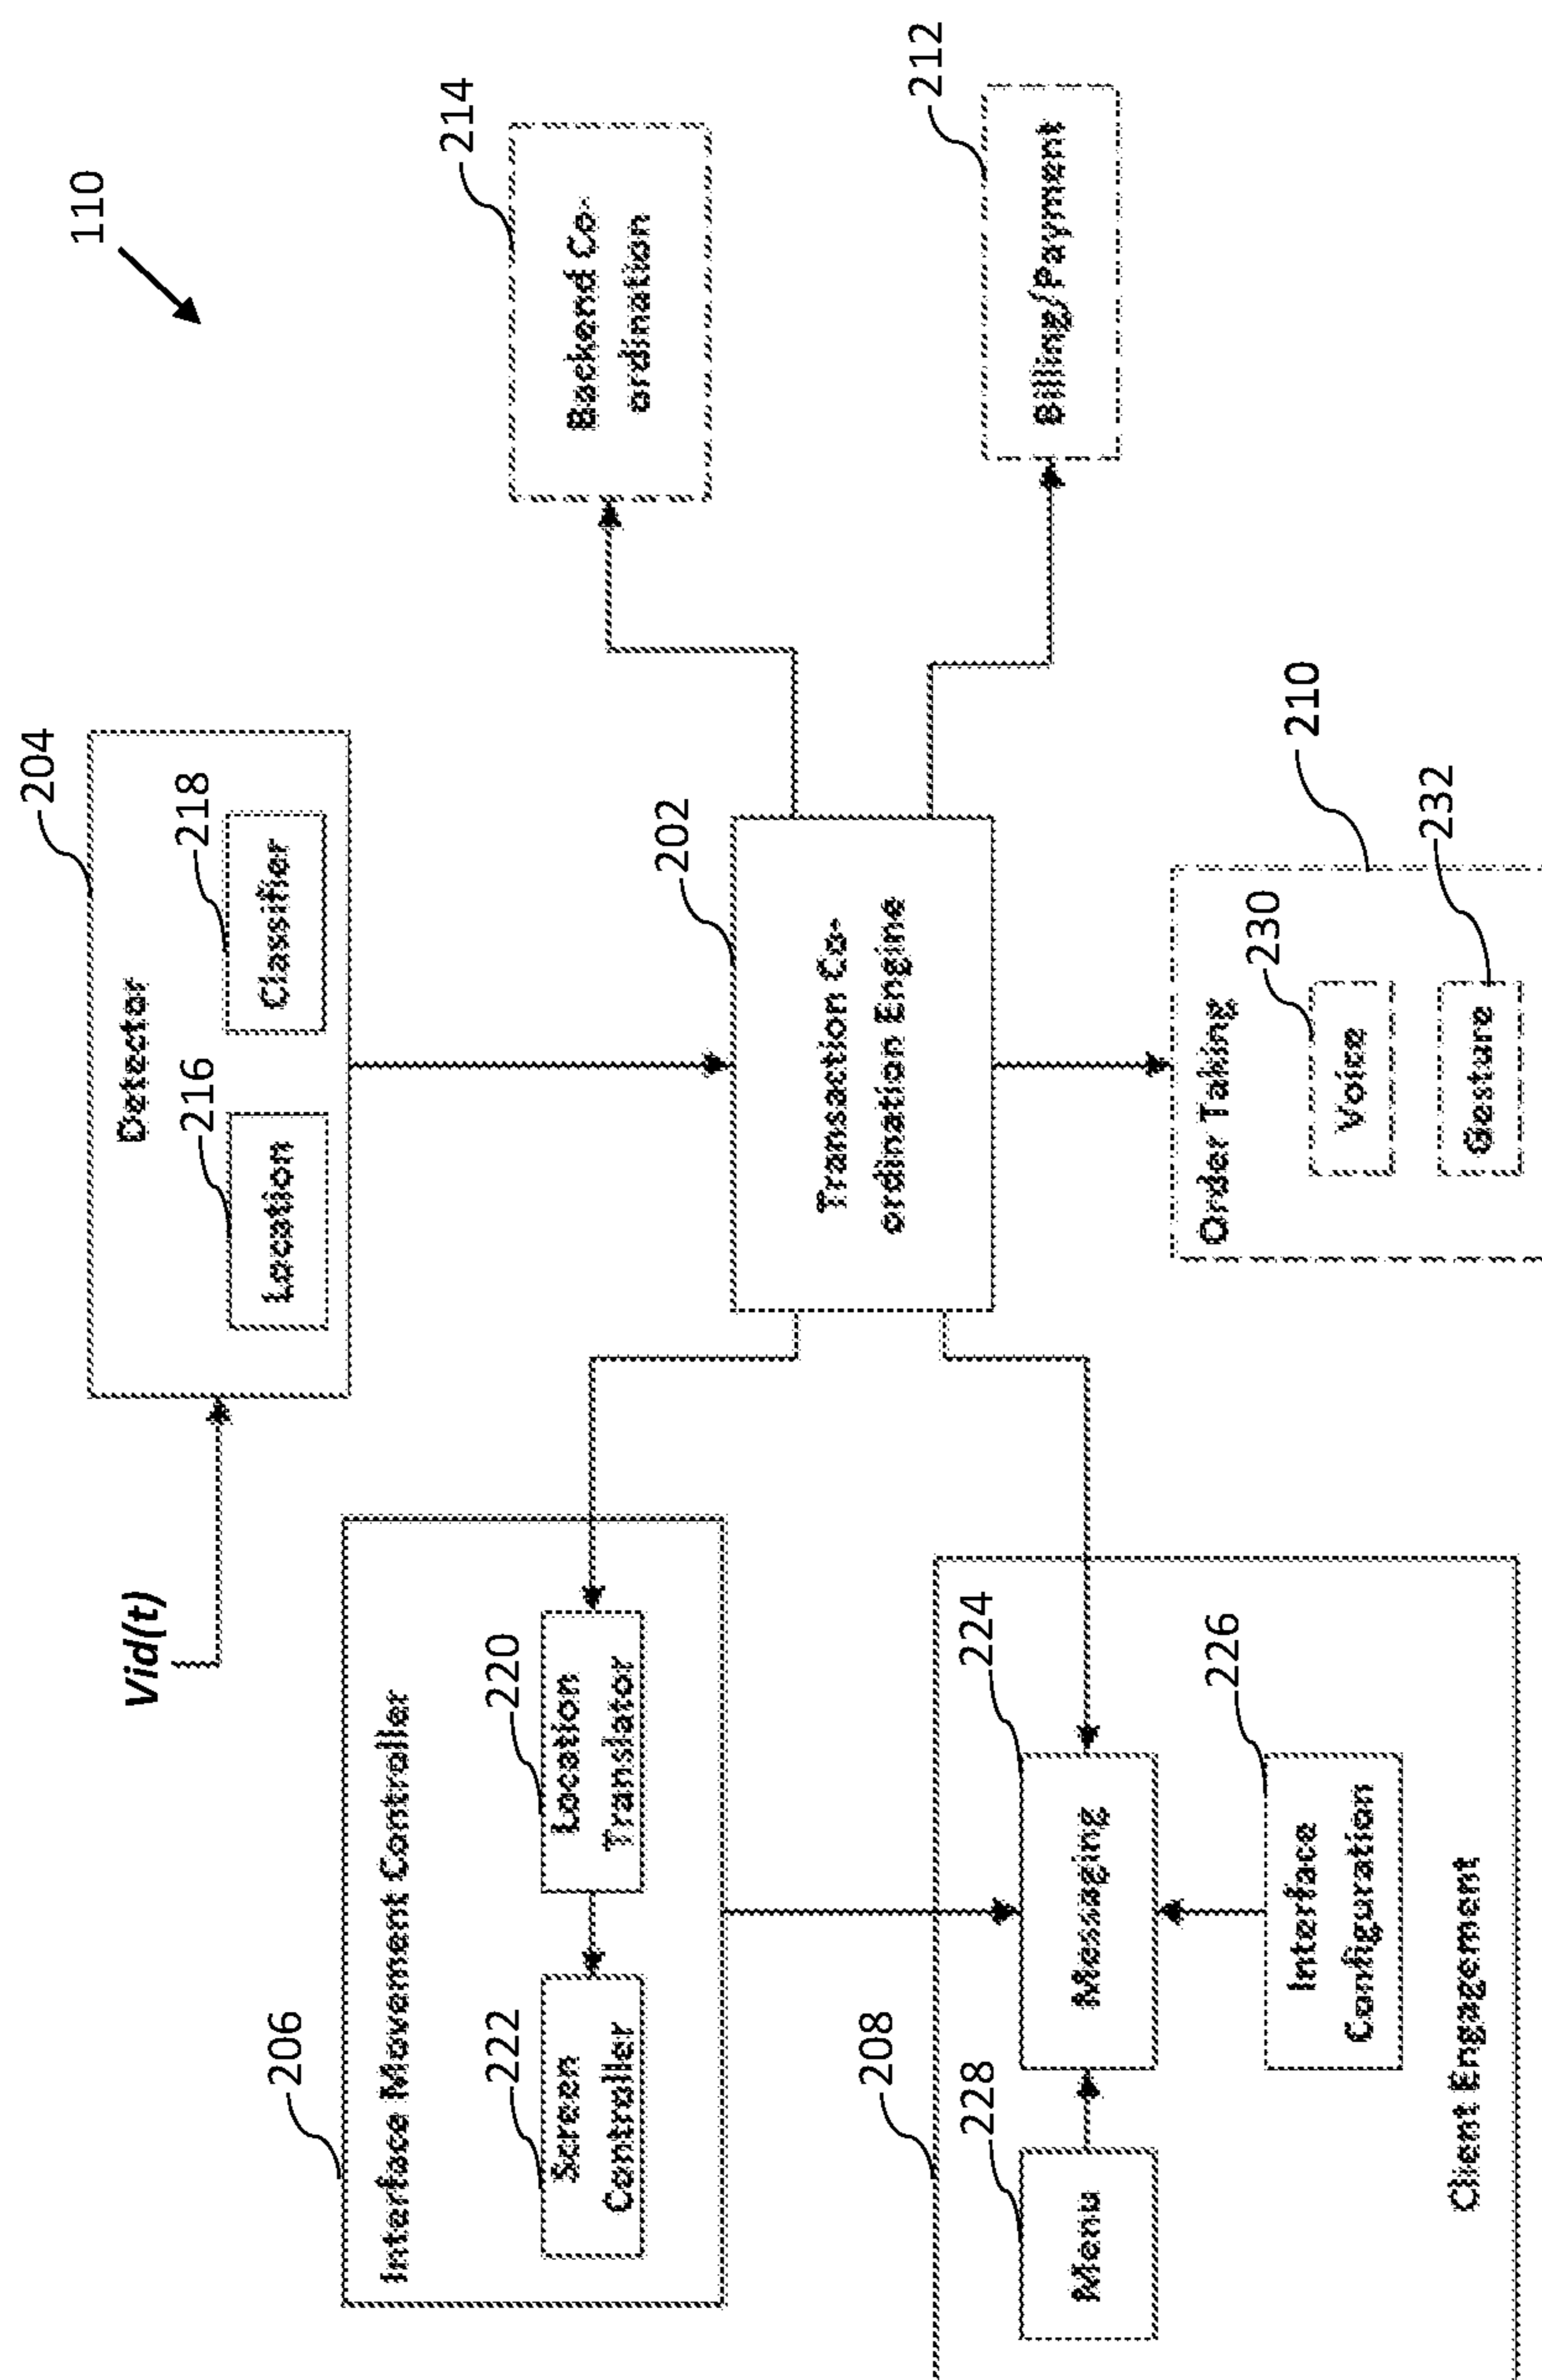 110
Vid(t)
204
Detector
216
Location
218
Classifier
206
Interface Movement Controller
222
Screen
Controller
220
Location
Translator
202
Transaction Co-
ordination Engine
214
Backend Co-
ordination
212
Billing/Payment
208
228
Menu
224
Messaging
226
Interface
Configuration
Client Engagement
210
Order Taking
230
Voice
232
Gesture